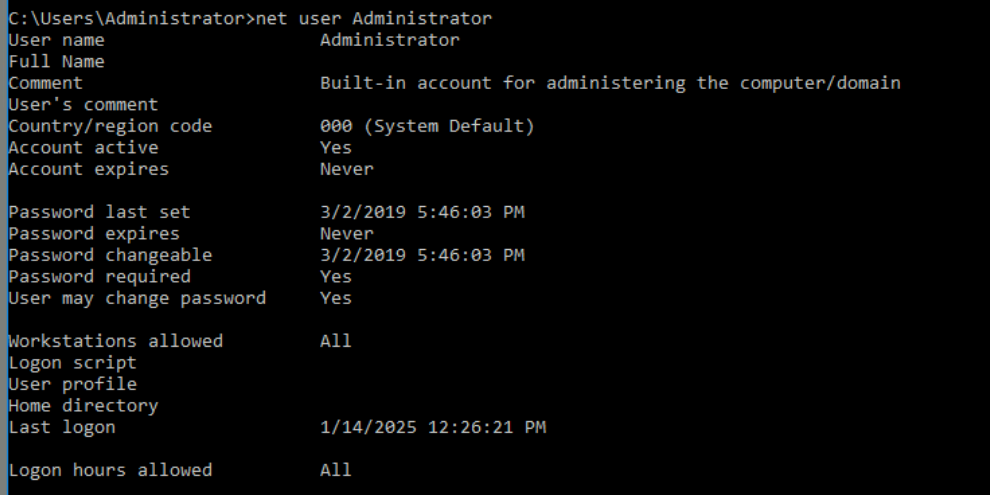 C:\Users\Administrator>net user Administrator
User name                    Administrator
Full Name
Comment                      Built-in account for administering the computer/domain
User's comment
Country/region code          000 (System Default)
Account active               Yes
Account expires              Never

Password last set            3/2/2019 5:46:03 PM
Password expires             Never
Password changeable          3/2/2019 5:46:03 PM
Password required            Yes
User may change password     Yes

Workstations allowed         All
Logon script
User profile
Home directory
Last logon                   1/14/2025 12:26:21 PM

Logon hours allowed          All